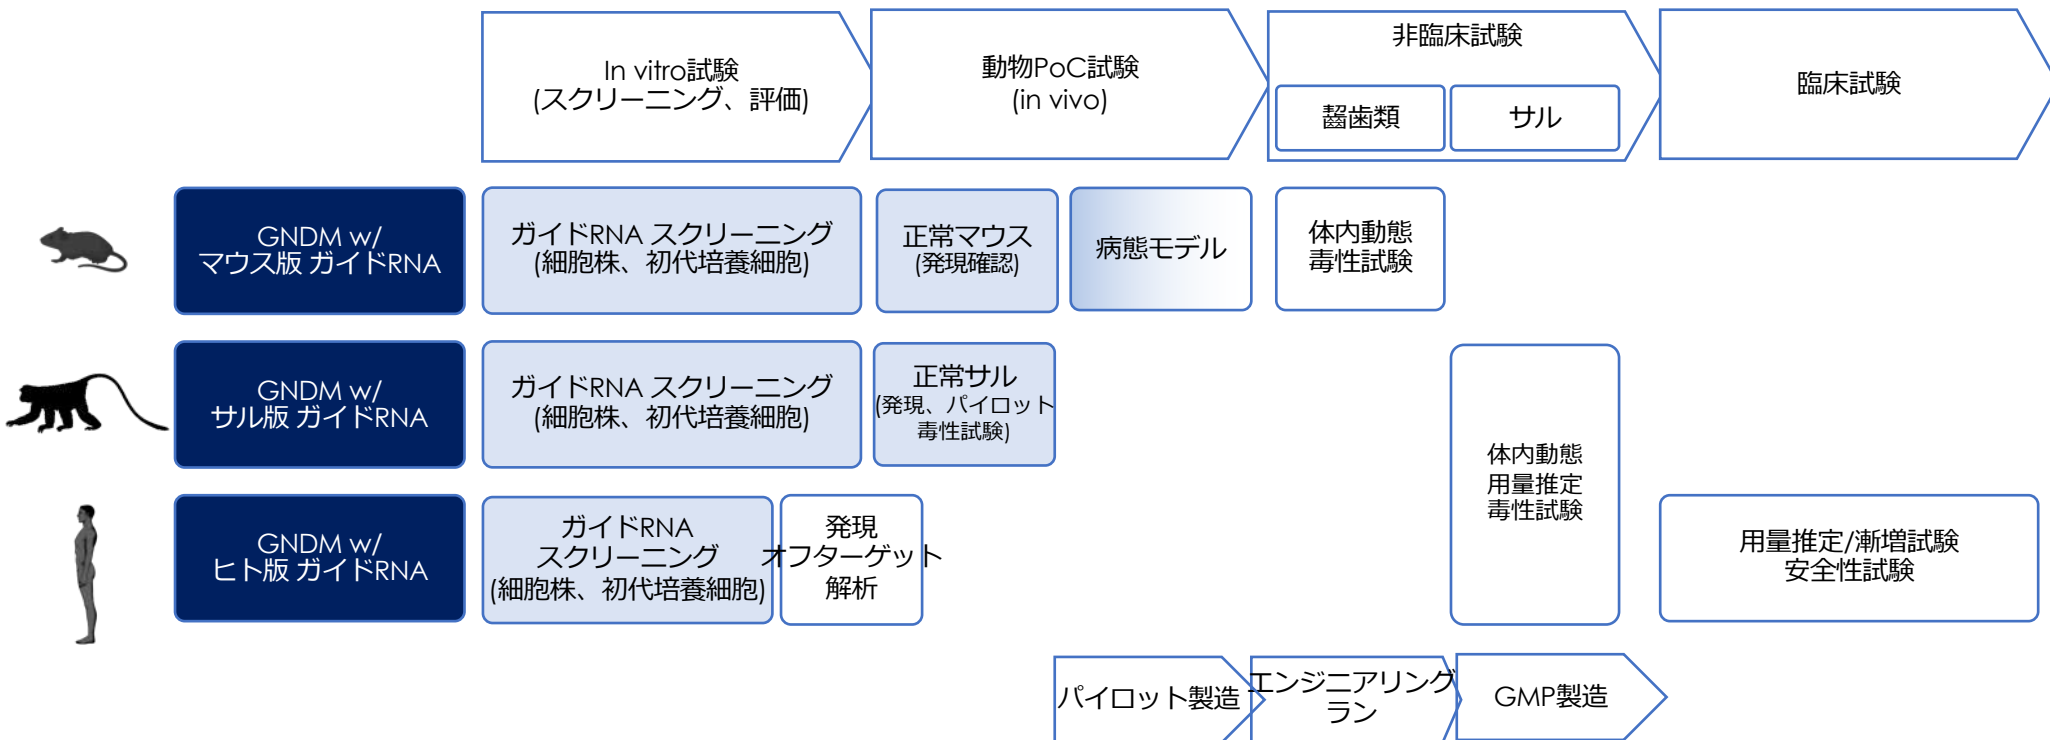 In vitro試験
(スクリーニング、評価)
動物PoC試験
(in vivo)
非臨床試験
齧歯類
サル
臨床試験
GNDM w/
マウス版 ガイドRNA
ガイドRNA スクリーニング
(細胞株、初代培養細胞)
正常マウス
(発現確認)
病態モデル
体内動態
毒性試験
GNDM w/
サル版 ガイドRNA
ガイドRNA スクリーニング
(細胞株、初代培養細胞)
正常サル
(発現、パイロット
毒性試験)
体内動態
用量推定
毒性試験
GNDM w/
ヒト版 ガイドRNA
ガイドRNA
スクリーニング
(細胞株、初代培養細胞)
発現
オフターゲット
解析
用量推定/漸増試験
安全性試験
パイロット製造
エンジニアリング
ラン
GMP製造